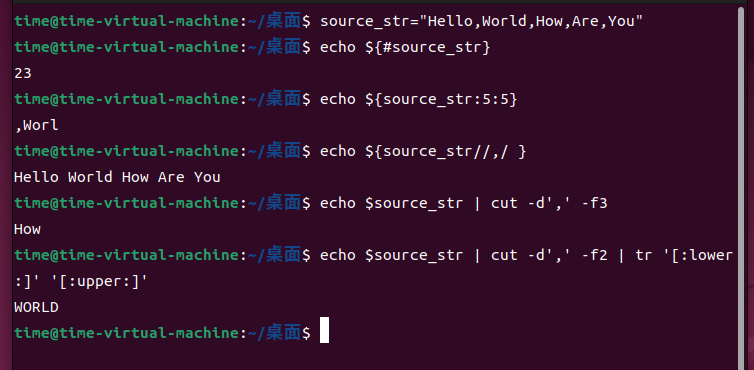 time@time-virtual-machine:~/桌面$ source_str="Hello,World,How,Are,You"
time@time-virtual-machine:~/桌面$ echo ${#source_str}
23
time@time-virtual-machine:~/桌面$ echo ${source_str:5:5}
,Worl
time@time-virtual-machine:~/桌面$ echo ${source_str//,/ }
Hello World How Are You
time@time-virtual-machine:~/桌面$ echo $source_str | cut -d',' -f3
How
time@time-virtual-machine:~/桌面$ echo $source_str | cut -d',' -f2 | tr '[:lower
:]' '[:upper:]'
WORLD
time@time-virtual-machine:~/桌面$